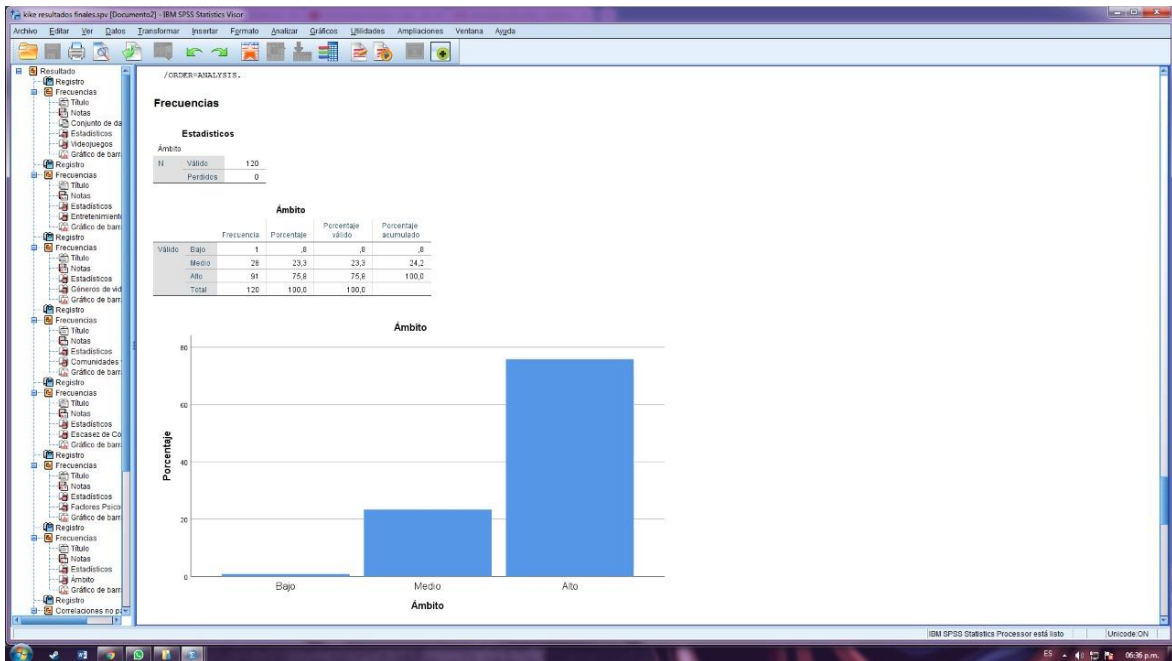 kike resultados finales.spv [Documento2] - IBM SPSS Statistics Visor
Archivo Editar Ver Datos Transformar Insertar Formato Analizar Gráficos Utilidades Ampliaciones Ventana Ayuda
Resultado
Registro
Frecuencias
Título
Notas
Conjunto de da
Estadísticos
Videojuegos
Gráfico de barr
Registro
Frecuencias
Título
Notas
Estadísticos
Entretenimiento
Gráfico de barr
Registro
Frecuencias
Título
Notas
Estadísticos
Géneros de vid
Gráfico de barr
Registro
Frecuencias
Título
Notas
Estadísticos
Comunidades
Gráfico de barr
Registro
Frecuencias
Título
Notas
Estadísticos
Escasez de Co
Gráfico de barr
Registro
Frecuencias
Título
Notas
Estadísticos
Factores Psico
Gráfico de barr
Registro
Frecuencias
Título
Notas
Estadísticos
Ámbito
Gráfico de barr
Registro
Correlaciones no pa
/ORDER=ANALYSIS.
Frecuencias
Estadísticos
Ámbito
N Válido 120
Perdidos 0
Ámbito
Frecuencia Porcentaje Porcentaje válido Porcentaje acumulado
Válido Bajo 1 ,8 ,8 ,8
Medio 28 23,3 23,3 24,2
Alto 91 75,8 75,8 100,0
Total 120 100,0 100,0
Ámbito
Porcentaje
80
60
40
20
0
Bajo Medio Alto
Ámbito
IBM SPSS Statistics Processor está listo Unicode:ON
ES 06:36 p.m.